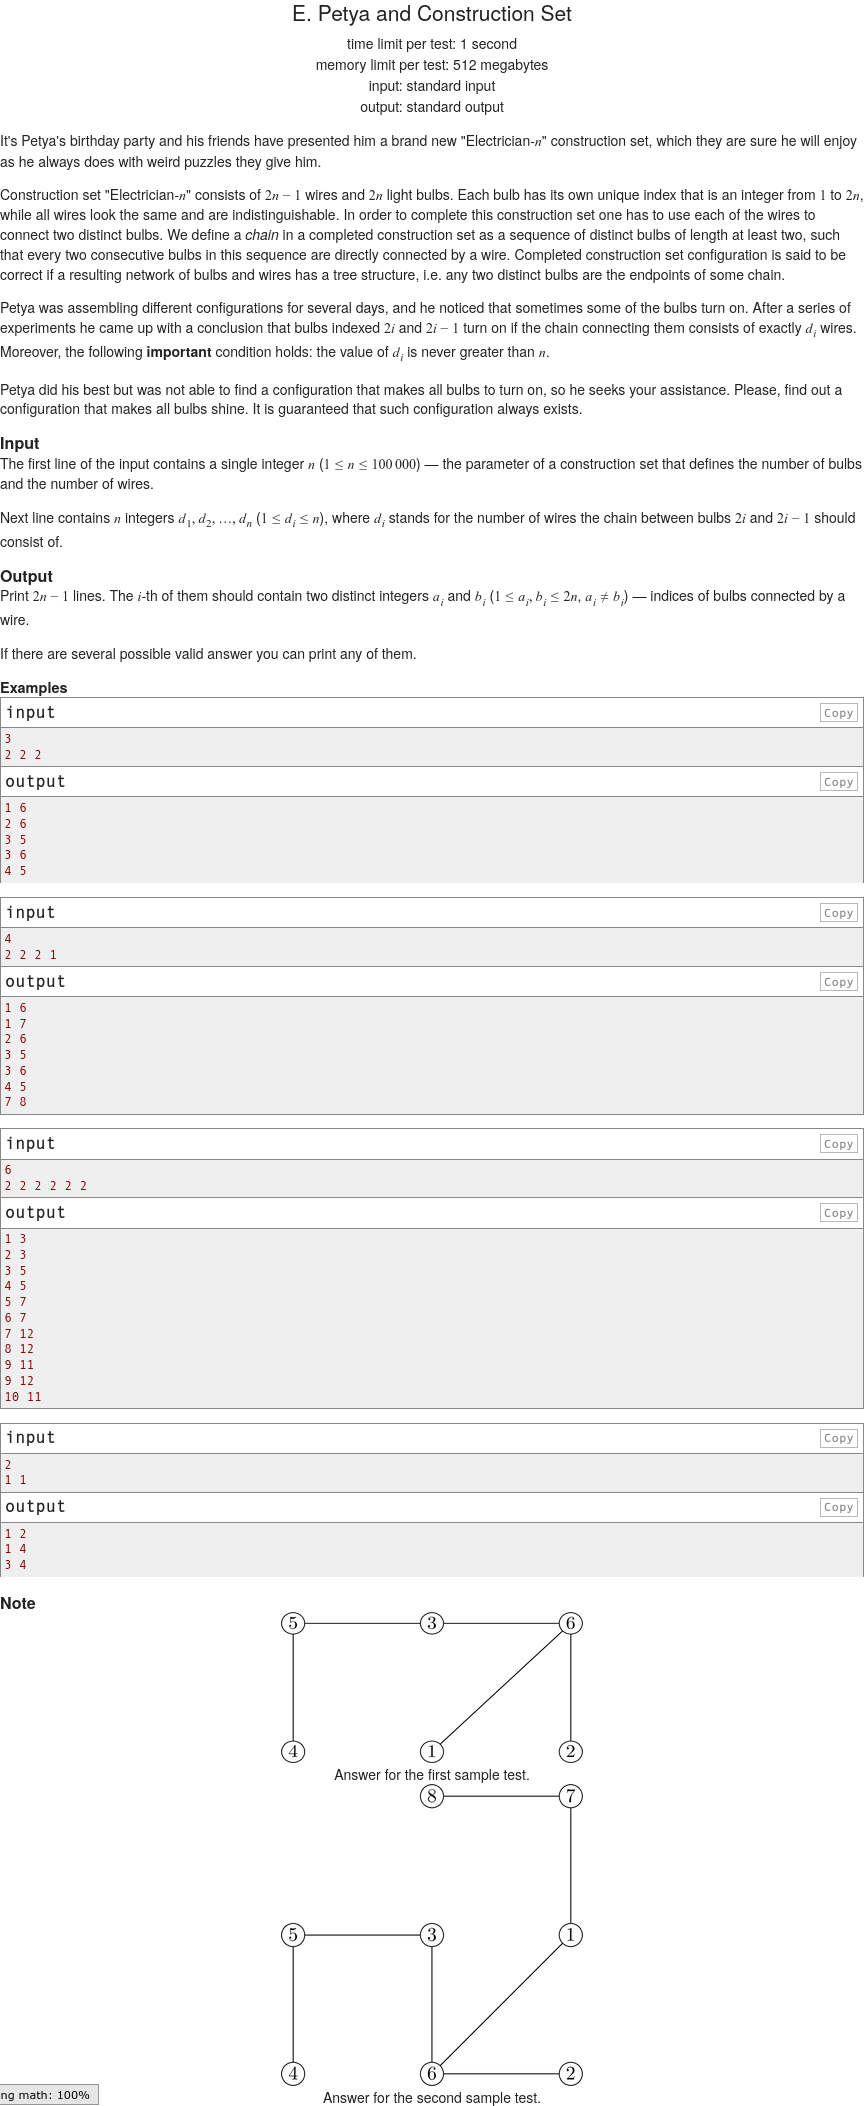 E. Petya and Construction Set
time limit per test: 1 second
memory limit per test: 512 megabytes
input: standard input
output: standard output
It's Petya's birthday party and his friends have presented him a brand new "Electrician-n" construction set, which they are sure he will enjoy
as he always does with weird puzzles they give him.
Construction set "Electrician-n" consists of 2n − 1 wires and 2n light bulbs. Each bulb has its own unique index that is an integer from 1 to 2n,
while all wires look the same and are indistinguishable. In order to complete this construction set one has to use each of the wires to
connect two distinct bulbs. We define a chain in a completed construction set as a sequence of distinct bulbs of length at least two, such
that every two consecutive bulbs in this sequence are directly connected by a wire. Completed construction set configuration is said to be
correct if a resulting network of bulbs and wires has a tree structure, i.e. any two distinct bulbs are the endpoints of some chain.
Petya was assembling different configurations for several days, and he noticed that sometimes some of the bulbs turn on. After a series of
experiments he came up with a conclusion that bulbs indexed 2i and 2i − 1 turn on if the chain connecting them consists of exactly d_i wires.
Moreover, the following important condition holds: the value of d_i is never greater than n.
Petya did his best but was not able to find a configuration that makes all bulbs to turn on, so he seeks your assistance. Please, find out a
configuration that makes all bulbs shine. It is guaranteed that such configuration always exists.
Input
The first line of the input contains a single integer n (1 ≤ n ≤ 100 000) — the parameter of a construction set that defines the number of bulbs
and the number of wires.
Next line contains n integers d_1, d_2, ..., d_n (1 ≤ d_i ≤ n), where d_i stands for the number of wires the chain between bulbs 2i and 2i − 1 should
consist of.
Output
Print 2n − 1 lines. The i-th of them should contain two distinct integers a_i and b_i (1 ≤ a_i, b_i ≤ 2n, a_i ≠ b_i) — indices of bulbs connected by a
wire.
If there are several possible valid answer you can print any of them.
Examples
input Copy
3
2 2 2
output Copy
1 6
2 6
3 5
3 6
4 5
input Copy
4
2 2 2 1
output Copy
1 6
1 7
2 6
3 5
3 6
4 5
7 8
input Copy
6
2 2 2 2 2 2
output Copy
1 3
2 3
3 5
4 5
5 7
6 7
7 12
8 12
9 11
9 12
10 11
input Copy
2
1 1
output Copy
1 2
1 4
3 4
Note
5 3 6
4 1 2
Answer for the first sample test.
8 7
5 3 1
4 6 2
Answer for the second sample test.
ng math: 100%